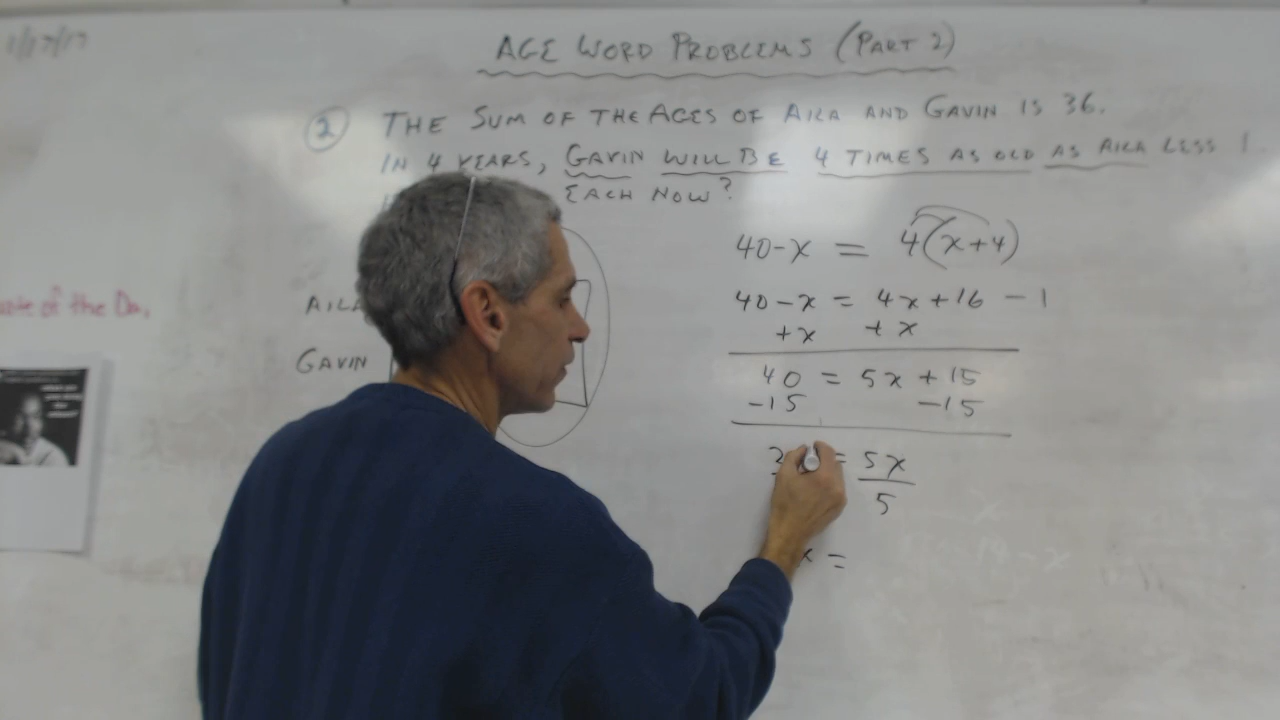 1/17/17
AGE WORD PROBLEMS (PART 2)
2 THE SUM OF THE AGES OF AILA AND GAVIN IS 36.
IN 4 YEARS, GAVIN WILL BE 4 TIMES AS OLD AS AILA LESS 1
EACH NOW?
40-x = 4(x+4)
40-x = 4x+16 -1
+x +x
40 = 5x + 15
-15 -15
= 5x
5
x =
AILA
GAVIN
of the Day